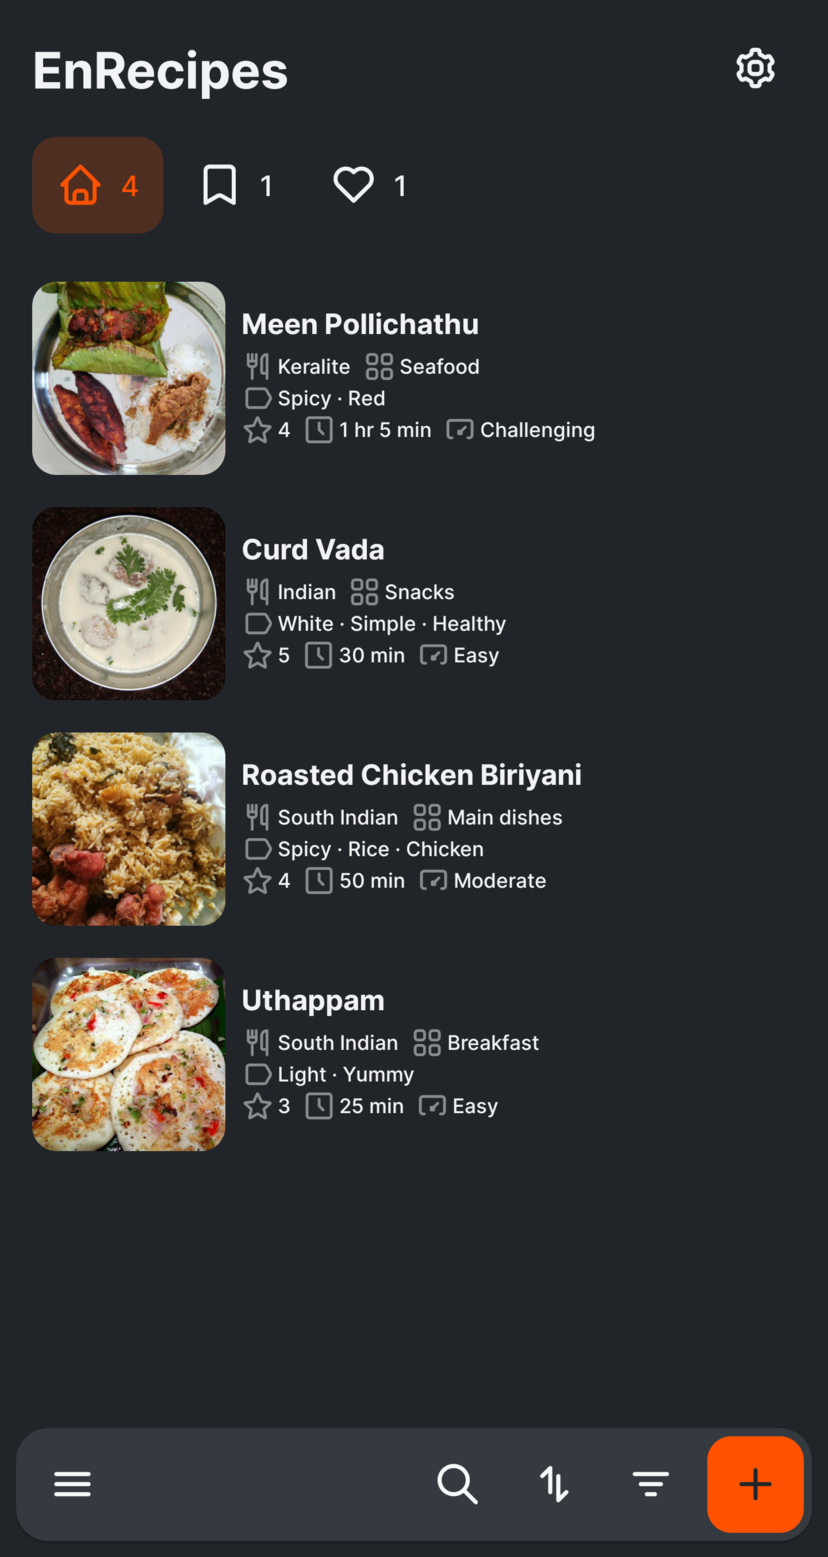 EnRecipes
4 1 1
Meen Pollichathu
Keralite Seafood
Spicy · Red
4 1 hr 5 min Challenging
Curd Vada
Indian Snacks
White · Simple · Healthy
5 30 min Easy
Roasted Chicken Biriyani
South Indian Main dishes
Spicy · Rice · Chicken
4 50 min Moderate
Uthappam
South Indian Breakfast
Light · Yummy
3 25 min Easy